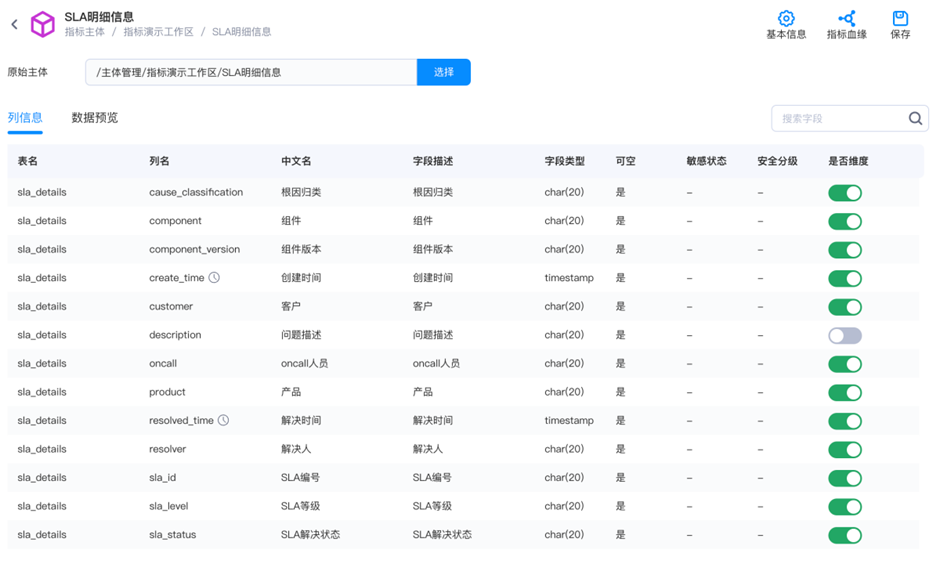 SLA明细信息
指标主体 / 指标演示工作区 / SLA明细信息
基本信息 指标血缘 保存
原始主体 /主体管理/指标演示工作区/SLA明细信息 选择
列信息 数据预览 搜索字段
表名 列名 中文名 字段描述 字段类型 可空 敏感状态 安全分级 是否维度
sla_details cause_classification 根因归类 根因归类 char(20) 是 – –
sla_details component 组件 组件 char(20) 是 – –
sla_details component_version 组件版本 组件版本 char(20) 是 – –
sla_details create_time 创建时间 创建时间 timestamp 是 – –
sla_details customer 客户 客户 char(20) 是 – –
sla_details description 问题描述 问题描述 char(20) 是 – –
sla_details oncall oncall人员 oncall人员 char(20) 是 – –
sla_details product 产品 产品 char(20) 是 – –
sla_details resolved_time 解决时间 解决时间 timestamp 是 – –
sla_details resolver 解决人 解决人 char(20) 是 – –
sla_details sla_id SLA编号 SLA编号 char(20) 是 – –
sla_details sla_level SLA等级 SLA等级 char(20) 是 – –
sla_details sla_status SLA解决状态 SLA解决状态 char(20) 是 – –